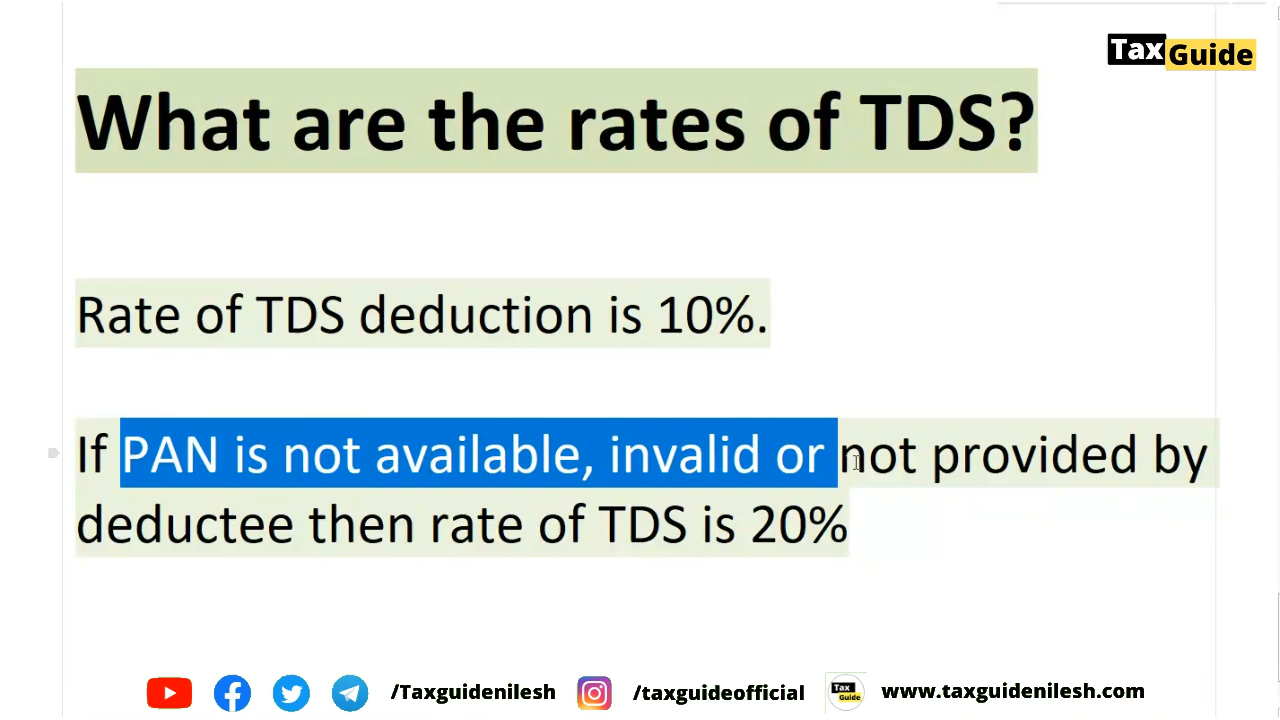 Tax Guide
What are the rates of TDS?
Rate of TDS deduction is 10%.
If PAN is not available, invalid or not provided by
deductee then rate of TDS is 20%
/Taxguidenilesh /taxguideofficial Tax Guide www.taxguidenilesh.com